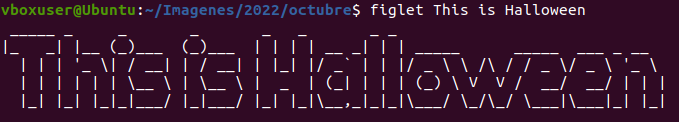 vboxuser@Ubuntu:~/Imagenes/2022/octubre$ figlet This is Halloween
This is Halloween